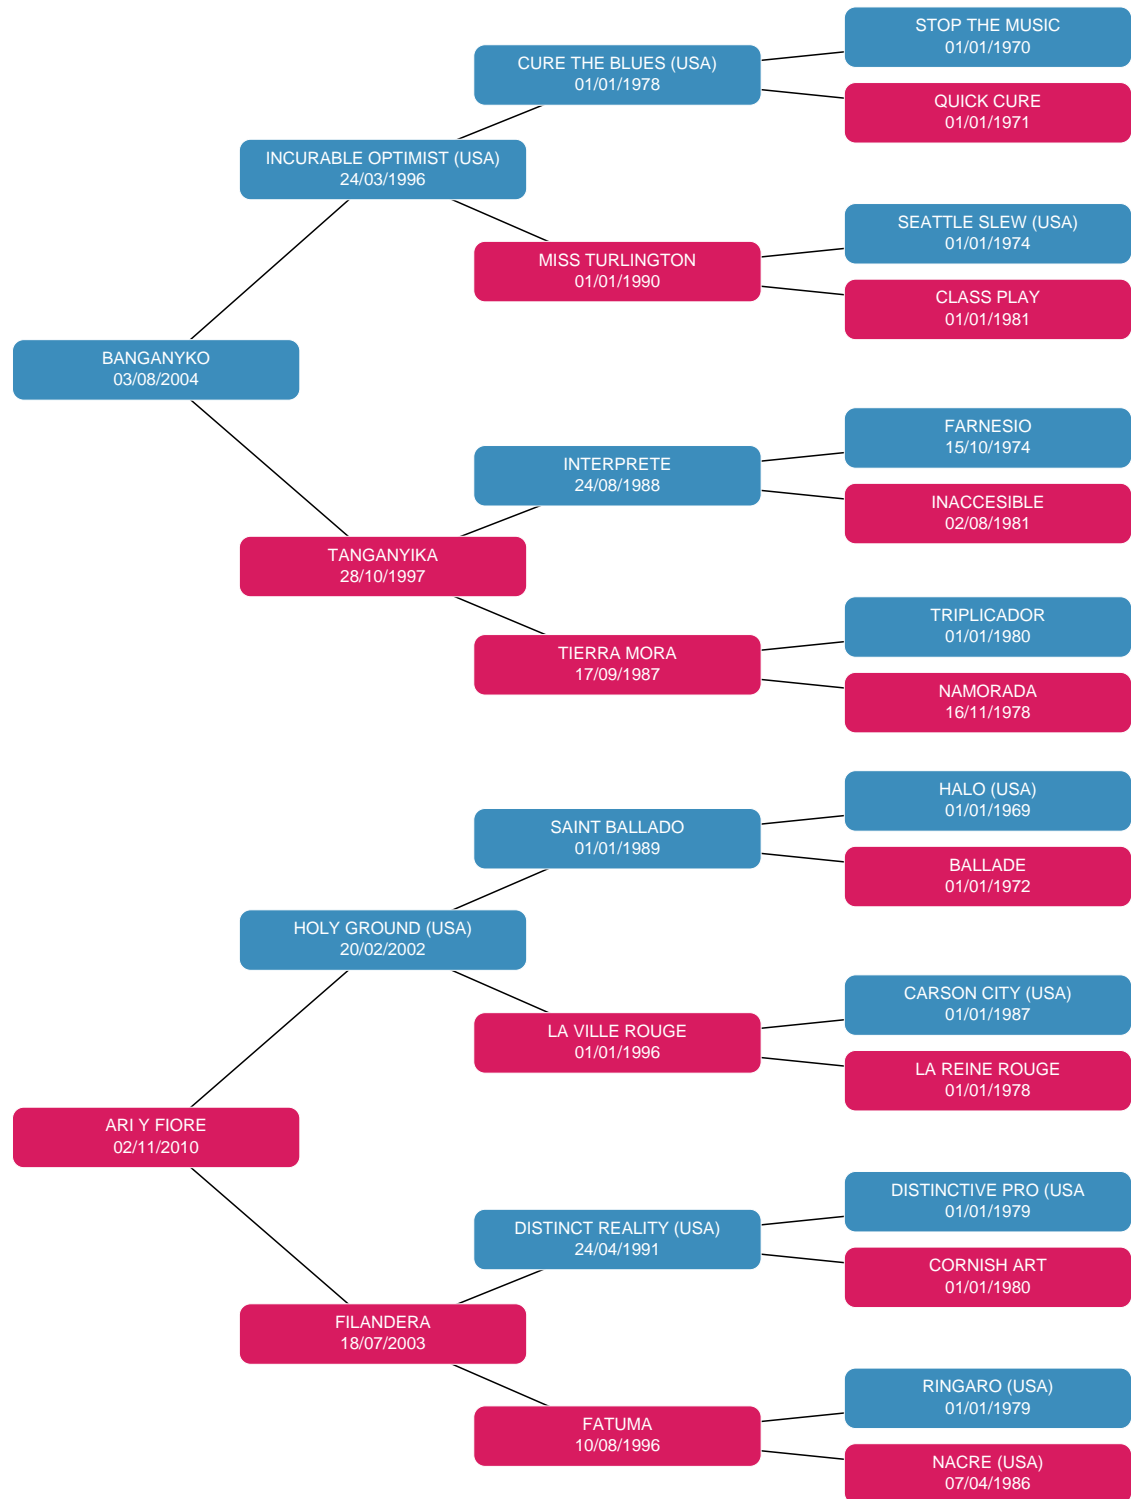 STOP THE MUSIC
01/01/1970
CURE THE BLUES (USA)
01/01/1978
QUICK CURE
01/01/1971
INCURABLE OPTIMIST (USA)
24/03/1996
SEATTLE SLEW (USA)
01/01/1974
MISS TURLINGTON
01/01/1990
CLASS PLAY
01/01/1981
BANGANYKO
03/08/2004
FARNESIO
15/10/1974
INTERPRETE
24/08/1988
INACCESIBLE
02/08/1981
TANGANYIKA
28/10/1997
TRIPLICADOR
01/01/1980
TIERRA MORA
17/09/1987
NAMORADA
16/11/1978
HALO (USA)
01/01/1969
SAINT BALLADO
01/01/1989
BALLADE
01/01/1972
HOLY GROUND (USA)
20/02/2002
CARSON CITY (USA)
01/01/1987
LA VILLE ROUGE
01/01/1996
LA REINE ROUGE
01/01/1978
ARI Y FIORE
02/11/2010
DISTINCTIVE PRO (USA
01/01/1979
DISTINCT REALITY (USA)
24/04/1991
CORNISH ART
01/01/1980
FILANDERA
18/07/2003
RINGARO (USA)
01/01/1979
FATUMA
10/08/1996
NACRE (USA)
07/04/1986